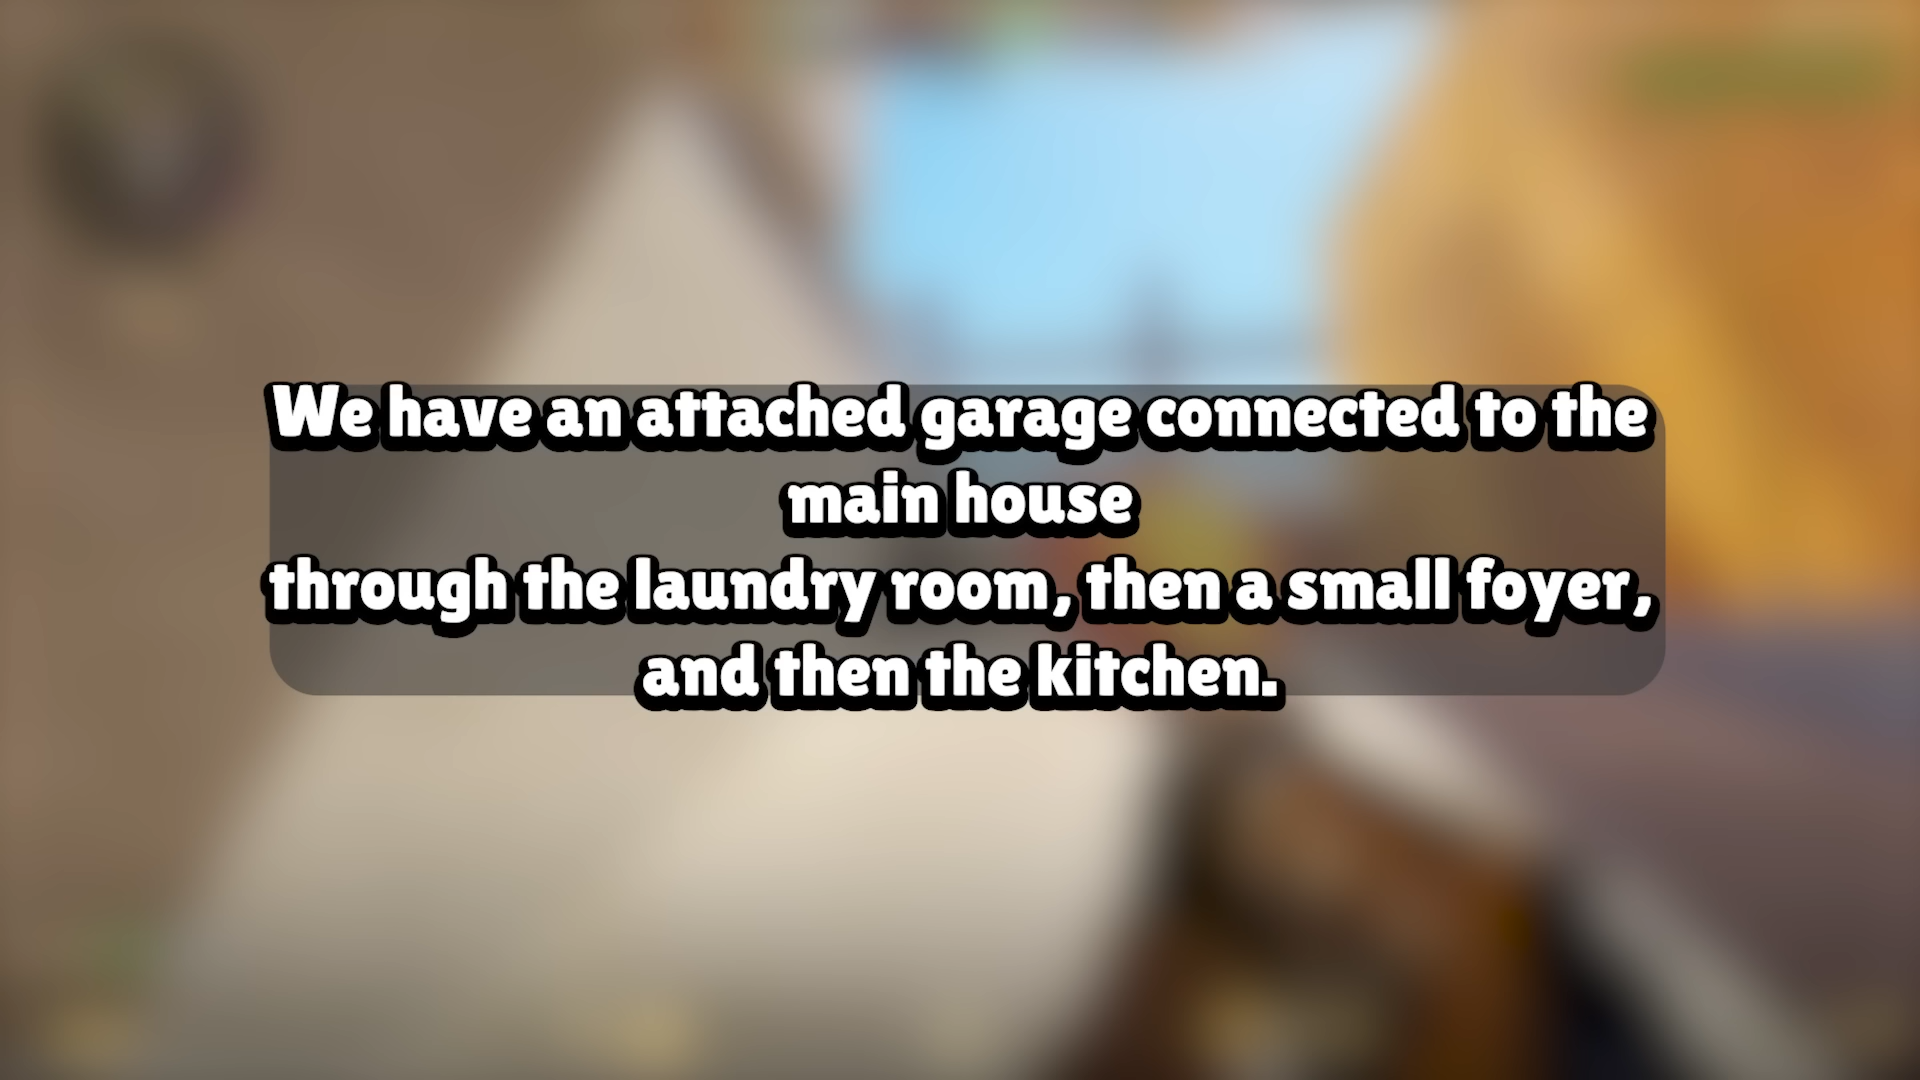 We have an attached garage connected to the
main house
through the laundry room, then a small foyer,
and then the kitchen.